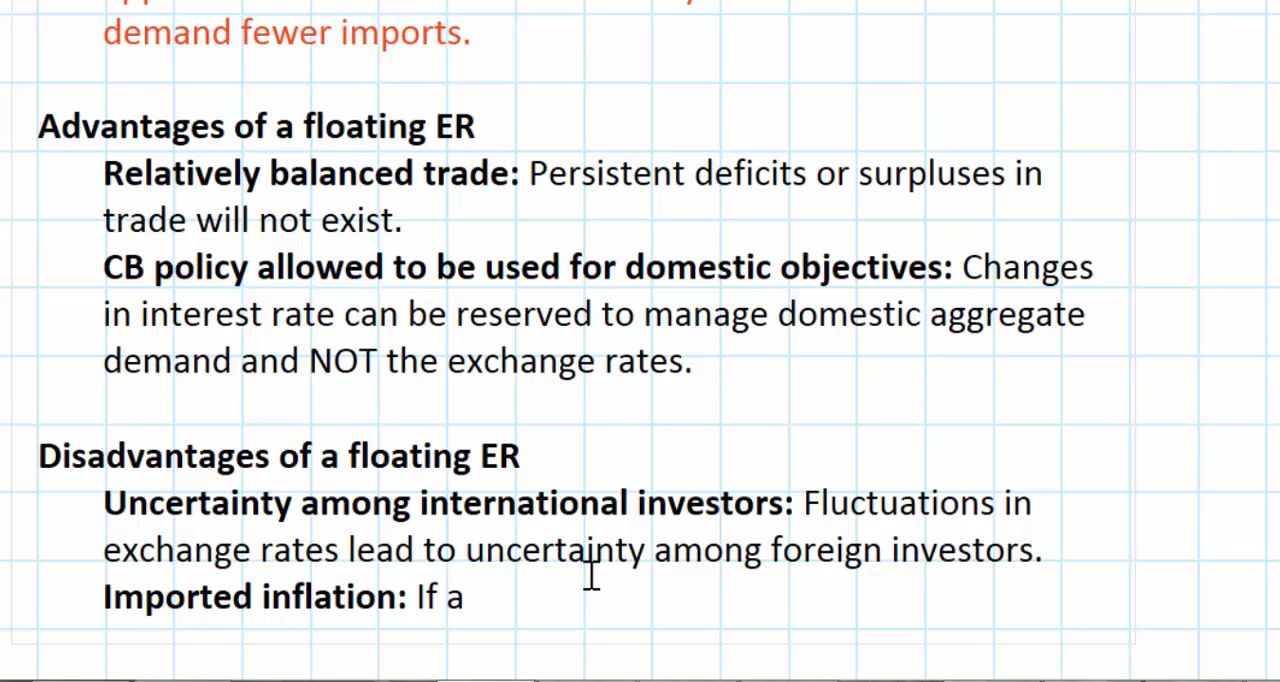 demand fewer imports.
Advantages of a floating ER
Relatively balanced trade: Persistent deficits or surpluses in
trade will not exist.
CB policy allowed to be used for domestic objectives: Changes
in interest rate can be reserved to manage domestic aggregate
demand and NOT the exchange rates.
Disadvantages of a floating ER
Uncertainty among international investors: Fluctuations in
exchange rates lead to uncertainty among foreign investors.
Imported inflation: If a